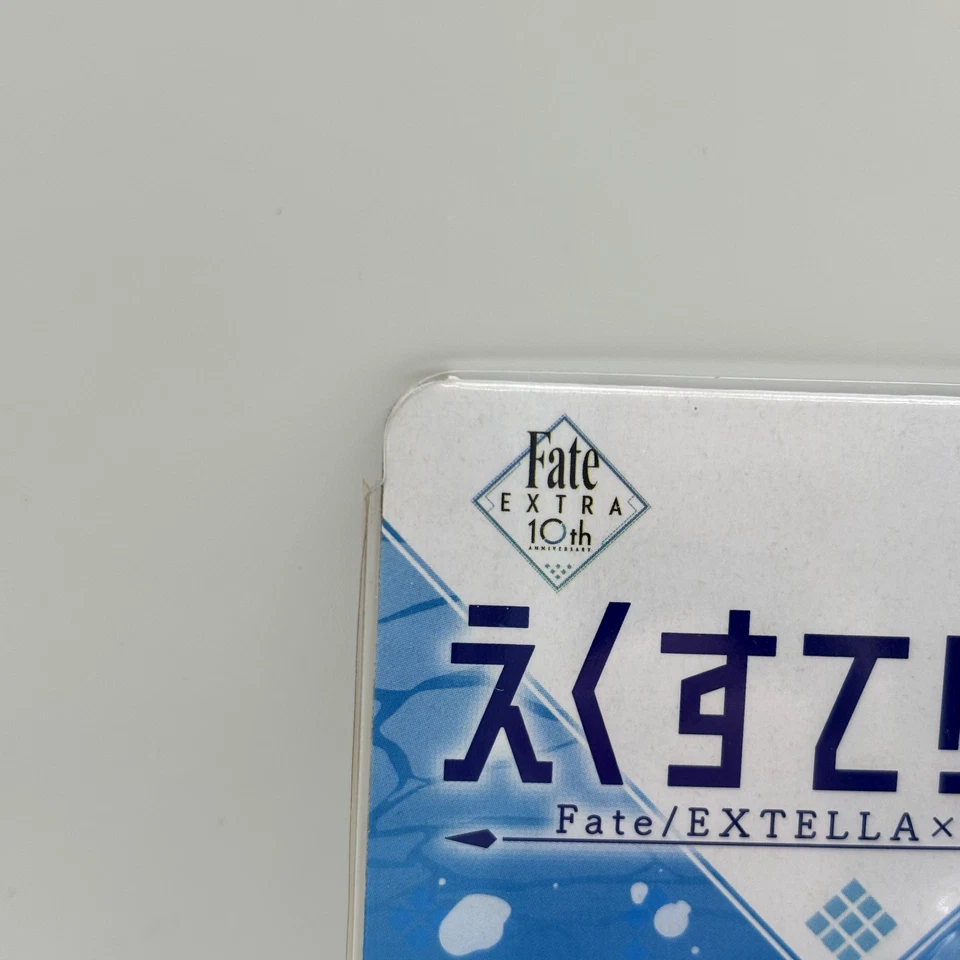 Fate
EXTRA
10th
ANNIVERSARY
えくすて
Fate/EXTELLA×